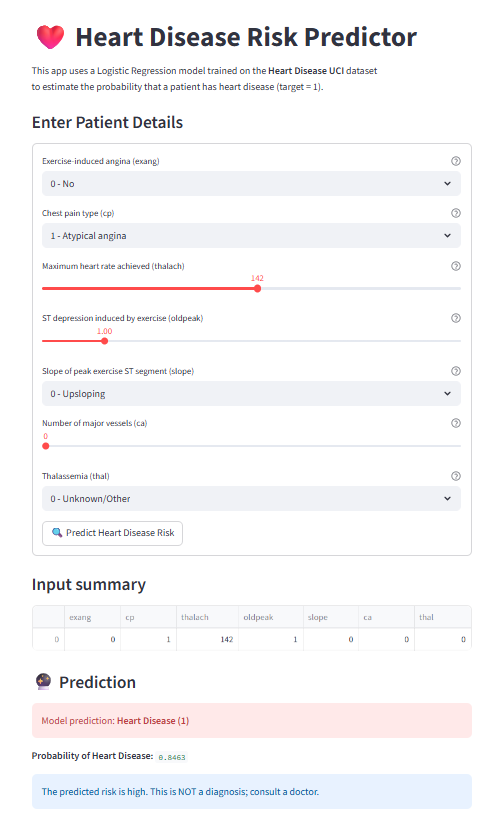 Heart Disease Risk Predictor
This app uses a Logistic Regression model trained on the Heart Disease UCI dataset
to estimate the probability that a patient has heart disease (target = 1).
Enter Patient Details
Exercise-induced angina (exang)
0 - No
Chest pain type (cp)
1 - Atypical angina
Maximum heart rate achieved (thalach)
142
ST depression induced by exercise (oldpeak)
1.00
Slope of peak exercise ST segment (slope)
0 - Upsloping
Number of major vessels (ca)
0
Thalassemia (thal)
0 - Unknown/Other
Predict Heart Disease Risk
Input summary
exang cp thalach oldpeak slope ca thal
0 0 1 142 1 0 0 0
Prediction
Model prediction: Heart Disease (1)
Probability of Heart Disease: 0.8463
The predicted risk is high. This is NOT a diagnosis; consult a doctor.